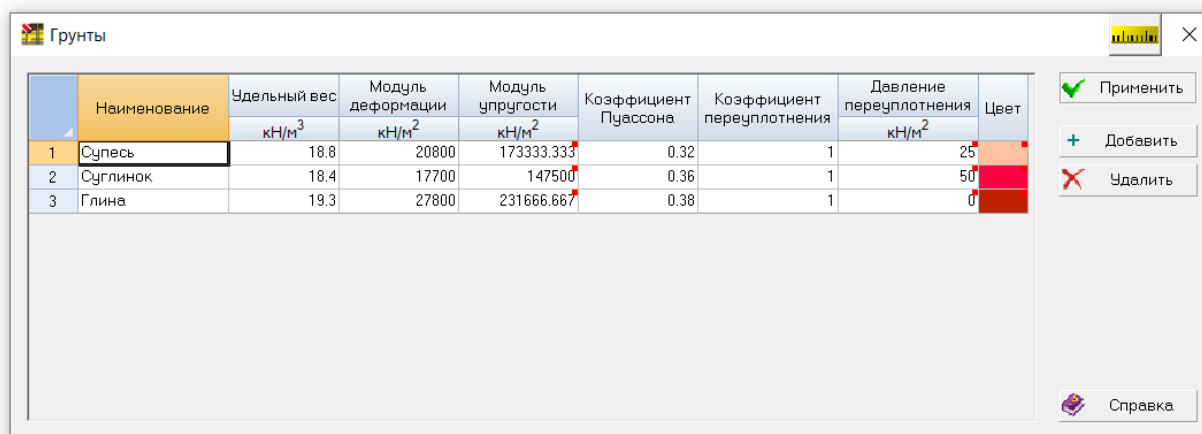 Грунты
Наименование Удельный вес Модуль деформации Модуль упругости Коэффициент Пуассона Коэффициент переуплотнения Давление переуплотнения Цвет
кН/м3 кН/м2 кН/м2 кН/м2
1 Супесь 18.8 20800 173333.333 0.32 1 25
2 Суглинок 18.4 17700 147500 0.36 1 50
3 Глина 19.3 27800 231666.667 0.38 1 0
Применить
Добавить
Удалить
Справка